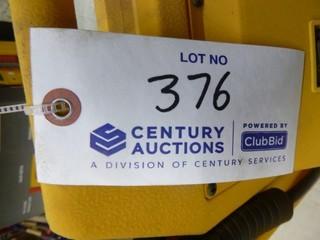 LOT NO
376
CENTURY
AUCTIONS
POWERED BY
ClubBid
A DIVISION OF CENTURY SERVICES